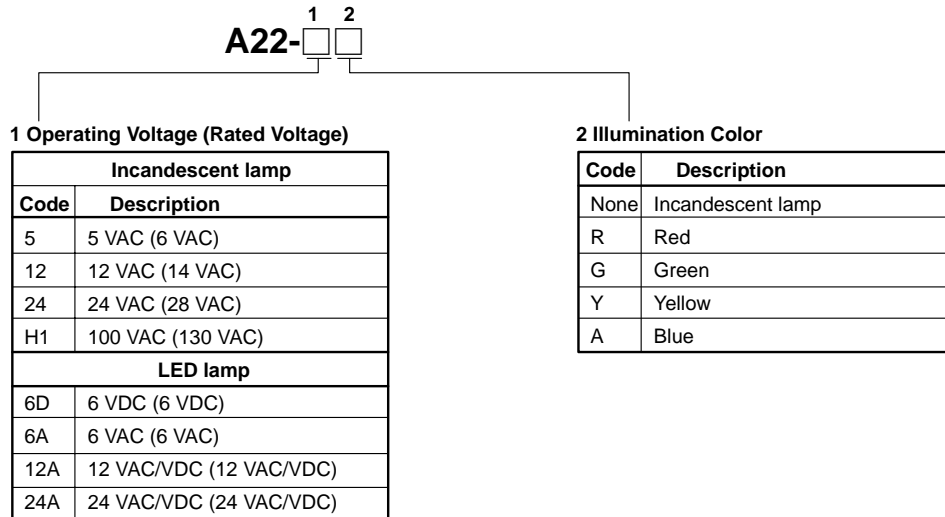 1 2
A22-□□
1 Operating Voltage (Rated Voltage)
Incandescent lamp
Code Description
5 5 VAC (6 VAC)
12 12 VAC (14 VAC)
24 24 VAC (28 VAC)
H1 100 VAC (130 VAC)
LED lamp
6D 6 VDC (6 VDC)
6A 6 VAC (6 VAC)
12A 12 VAC/VDC (12 VAC/VDC)
24A 24 VAC/VDC (24 VAC/VDC)
2 Illumination Color
Code Description
None Incandescent lamp
R Red
G Green
Y Yellow
A Blue